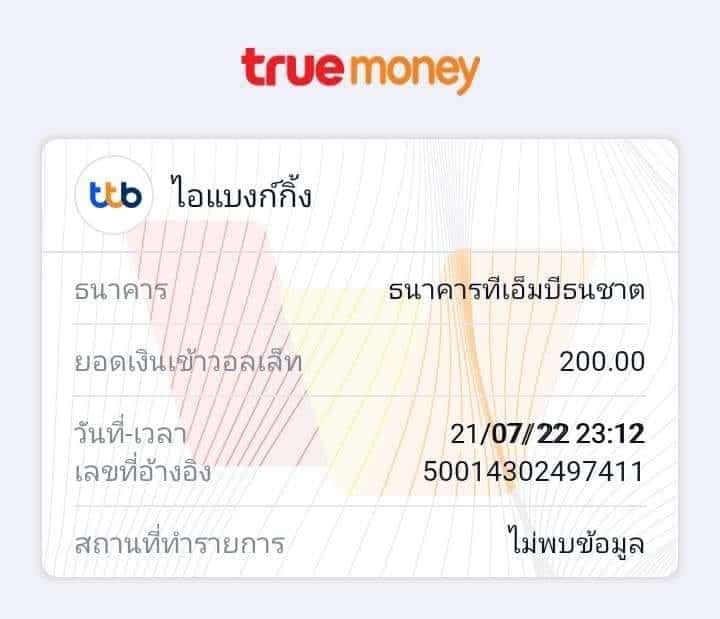 true money
ttb ไอแบงก์กิ้ง
ธนาคาร ธนาคารทีเอ็มบีธนชาต
ยอดเงินเข้าวอลเล็ท 200.00
วันที่-เวลา 21/07/22 23:12
เลขที่อ้างอิง 50014302497411
สถานที่ทำรายการ ไม่พบข้อมูล